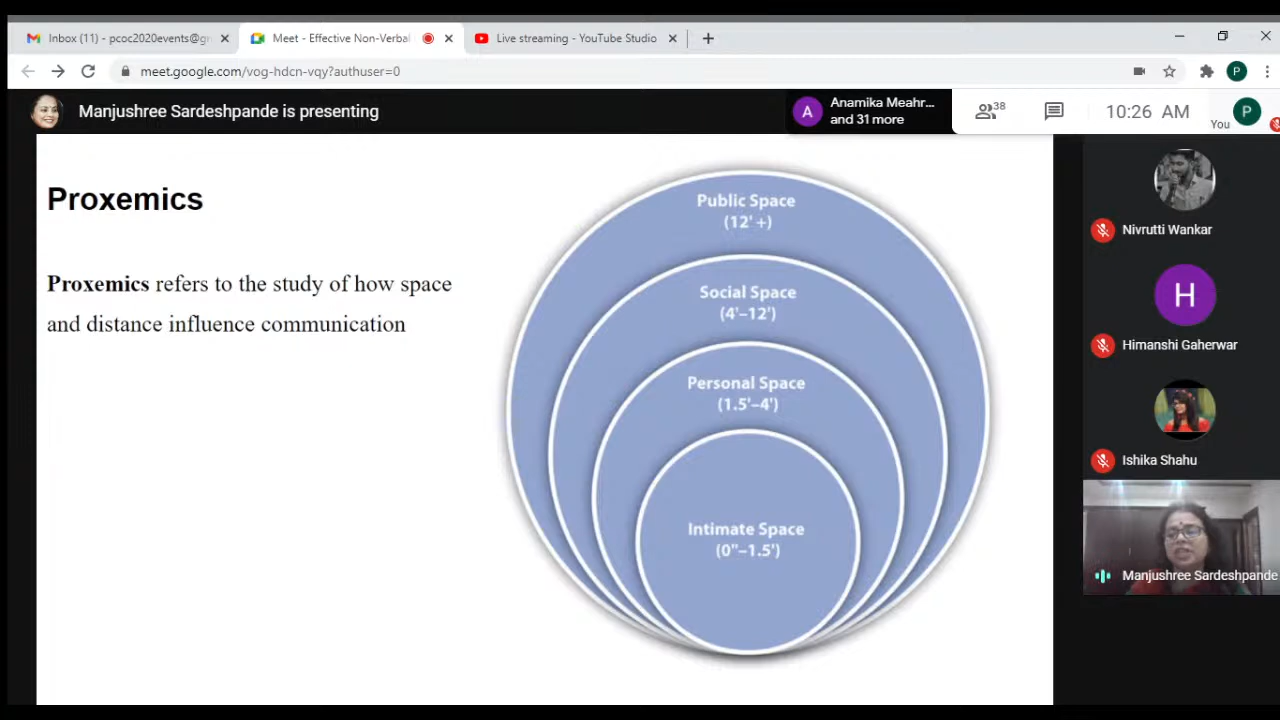 Inbox (11) - pcoc2020events@gr
Meet - Effective Non-Verbal
Live streaming - YouTube Studio
meet.google.com/vog-hdcn-vqy?authuser=0
P
Manjushree Sardeshpande is presenting
A
Anamika Meahr...
and 31 more
38
10:26 AM
You
P
Proxemics
Proxemics refers to the study of how space
and distance influence communication
Public Space
(12' +)
Social Space
(4'–12')
Personal Space
(1.5'–4')
Intimate Space
(0"–1.5')
Nivrutti Wankar
H
Himanshi Gaherwar
Ishika Shahu
Manjushree Sardeshpande